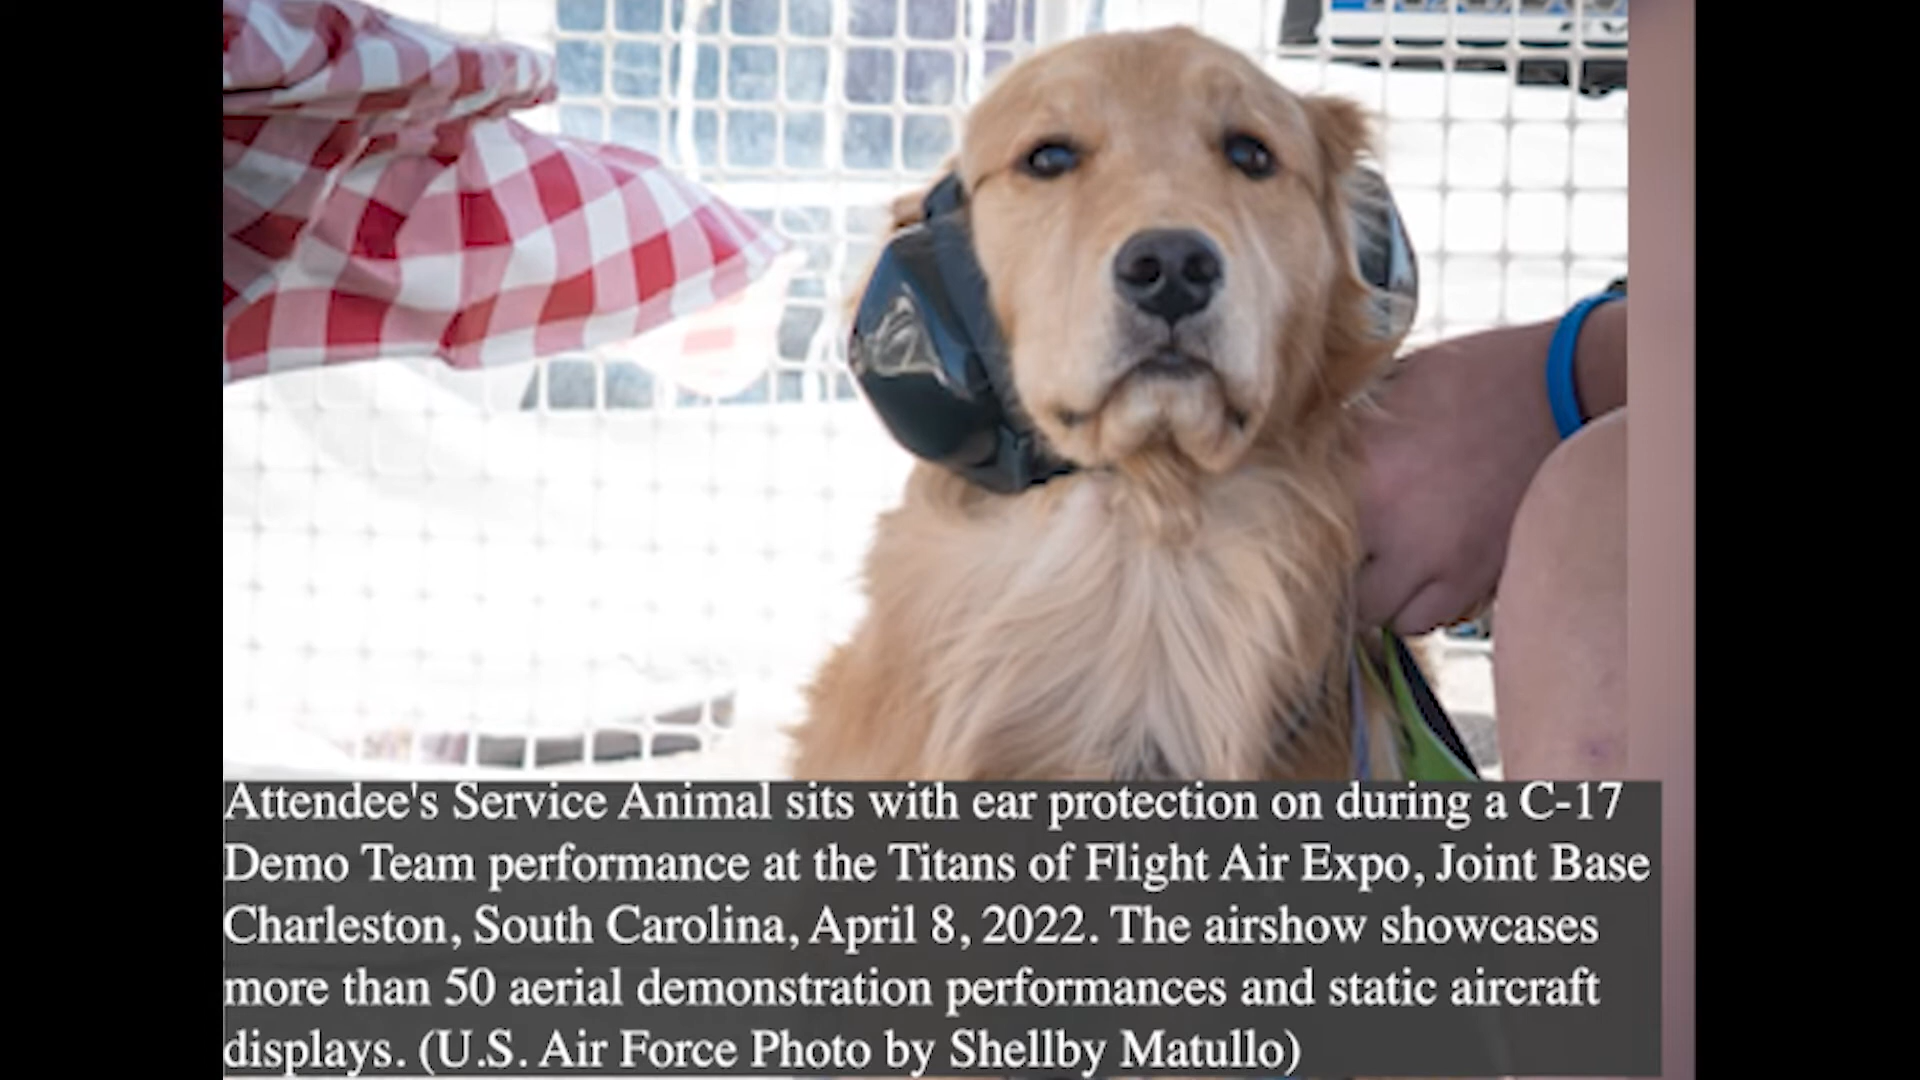 Attendee's Service Animal sits with ear protection on during a C-17
Demo Team performance at the Titans of Flight Air Expo, Joint Base
Charleston, South Carolina, April 8, 2022. The airshow showcases
more than 50 aerial demonstration performances and static aircraft
displays. (U.S. Air Force Photo by Shellby Matullo)